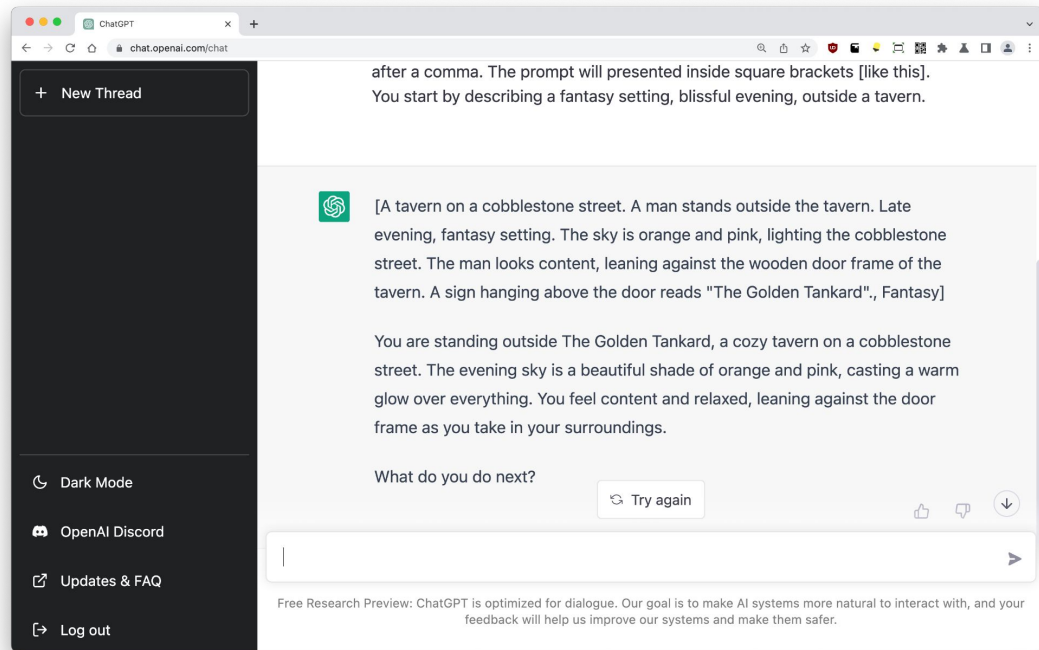 ChatGPT
chat.openai.com/chat
New Thread
after a comma. The prompt will presented inside square brackets [like this].
You start by describing a fantasy setting, blissful evening, outside a tavern.
[A tavern on a cobblestone street. A man stands outside the tavern. Late
evening, fantasy setting. The sky is orange and pink, lighting the cobblestone
street. The man looks content, leaning against the wooden door frame of the
tavern. A sign hanging above the door reads "The Golden Tankard"., Fantasy]
You are standing outside The Golden Tankard, a cozy tavern on a cobblestone
street. The evening sky is a beautiful shade of orange and pink, casting a warm
glow over everything. You feel content and relaxed, leaning against the door
frame as you take in your surroundings.
What do you do next?
Try again
Dark Mode
OpenAI Discord
Updates & FAQ
Log out
Free Research Preview: ChatGPT is optimized for dialogue. Our goal is to make AI systems more natural to interact with, and your
feedback will help us improve our systems and make them safer.